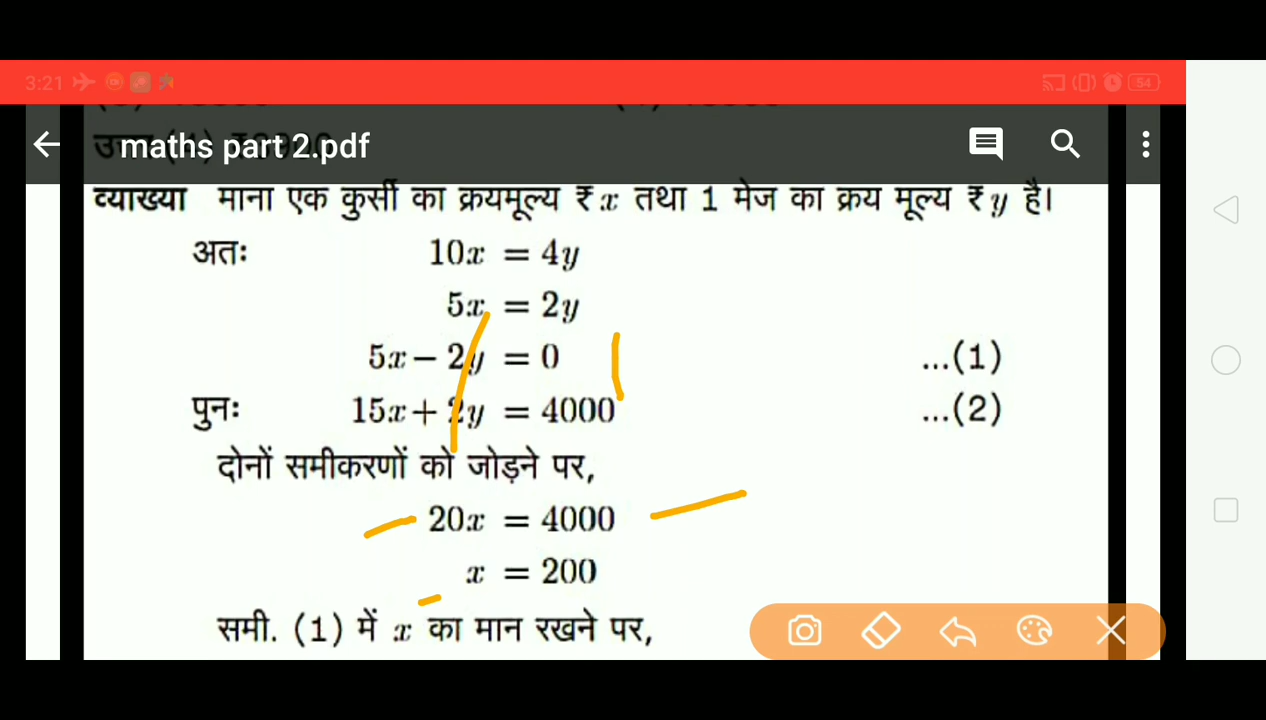 3:21 54
maths part 2.pdf
व्याख्या माना एक कुर्सी का क्रयमूल्य ₹ x तथा 1 मेज का क्रय मूल्य ₹ y है।
अतः 10x = 4y
5x = 2y
5x − 2y = 0 ...(1)
पुनः 15x + 2y = 4000 ...(2)
दोनों समीकरणों को जोड़ने पर,
20x = 4000
x = 200
समी. (1) में x का मान रखने पर,